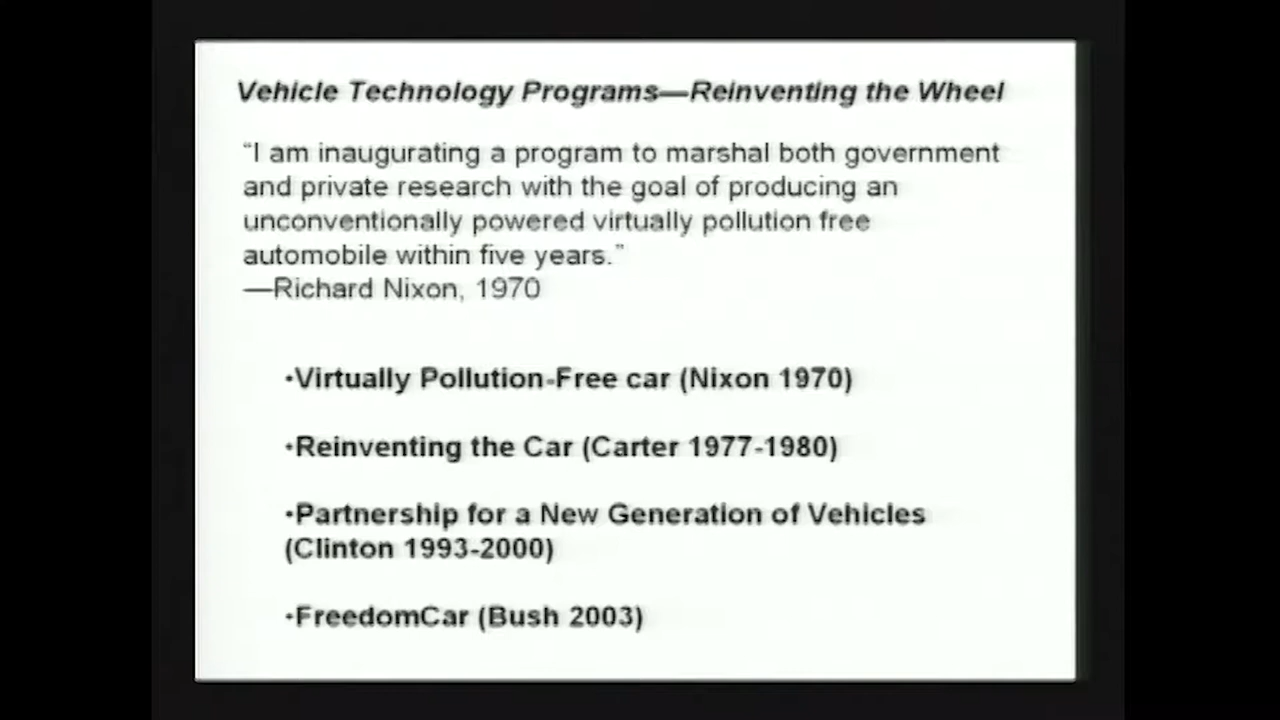 Vehicle Technology Programs—Reinventing the Wheel
“I am inaugurating a program to marshal both government
and private research with the goal of producing an
unconventionally powered virtually pollution free
automobile within five years.”
—Richard Nixon, 1970
•Virtually Pollution-Free car (Nixon 1970)
•Reinventing the Car (Carter 1977-1980)
•Partnership for a New Generation of Vehicles
(Clinton 1993-2000)
•FreedomCar (Bush 2003)